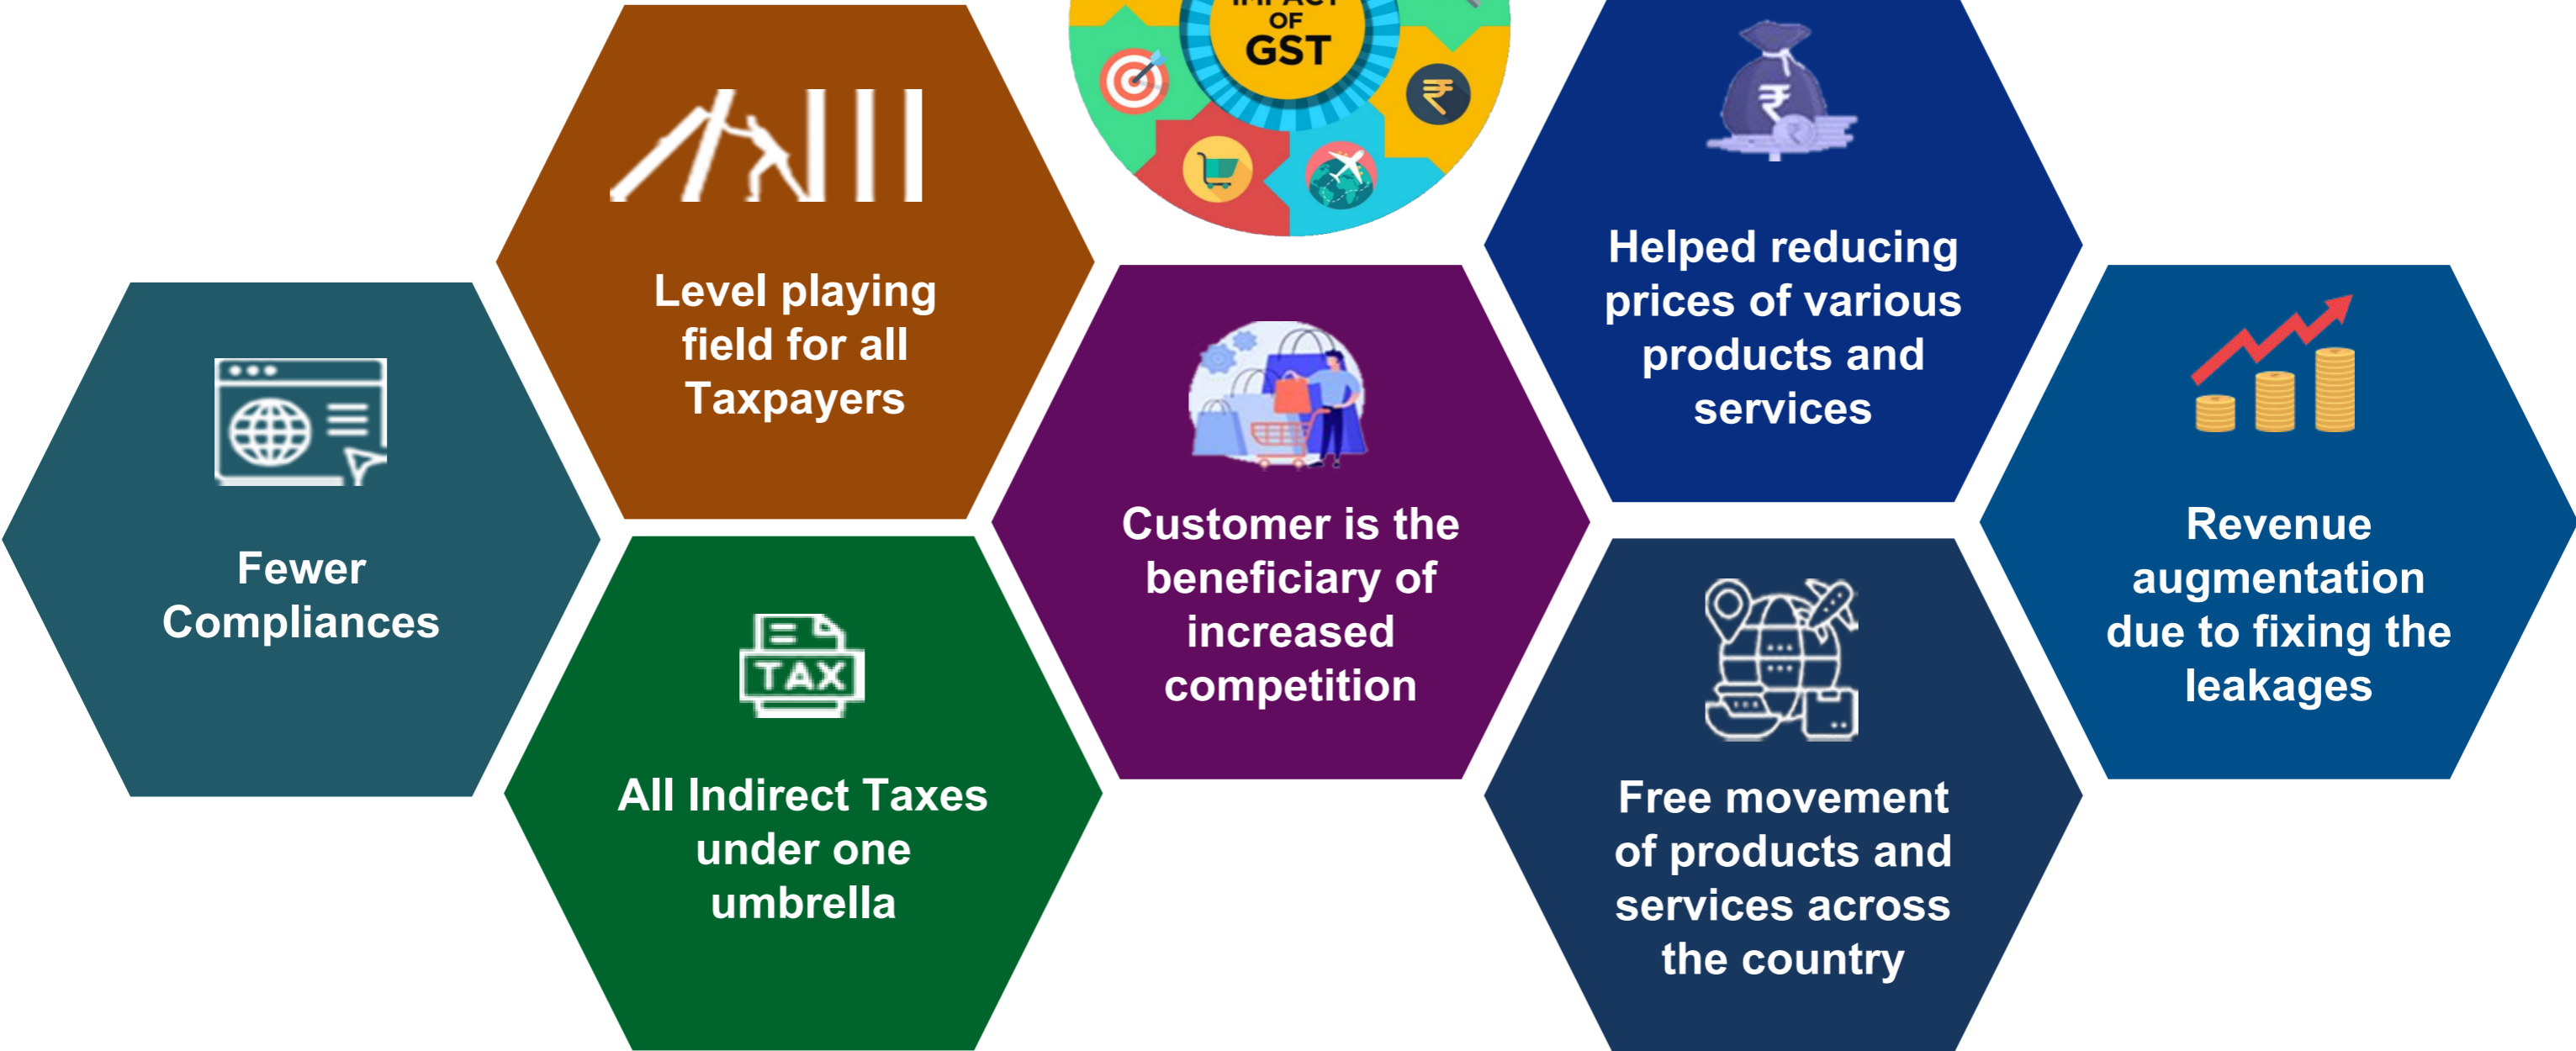 IMPACT
OF
GST
Level playing
field for all
Taxpayers
Helped reducing
prices of various
products and
services
Fewer
Compliances
Customer is the
beneficiary of
increased
competition
Revenue
augmentation
due to fixing the
leakages
TAX
All Indirect Taxes
under one
umbrella
Free movement
of products and
services across
the country